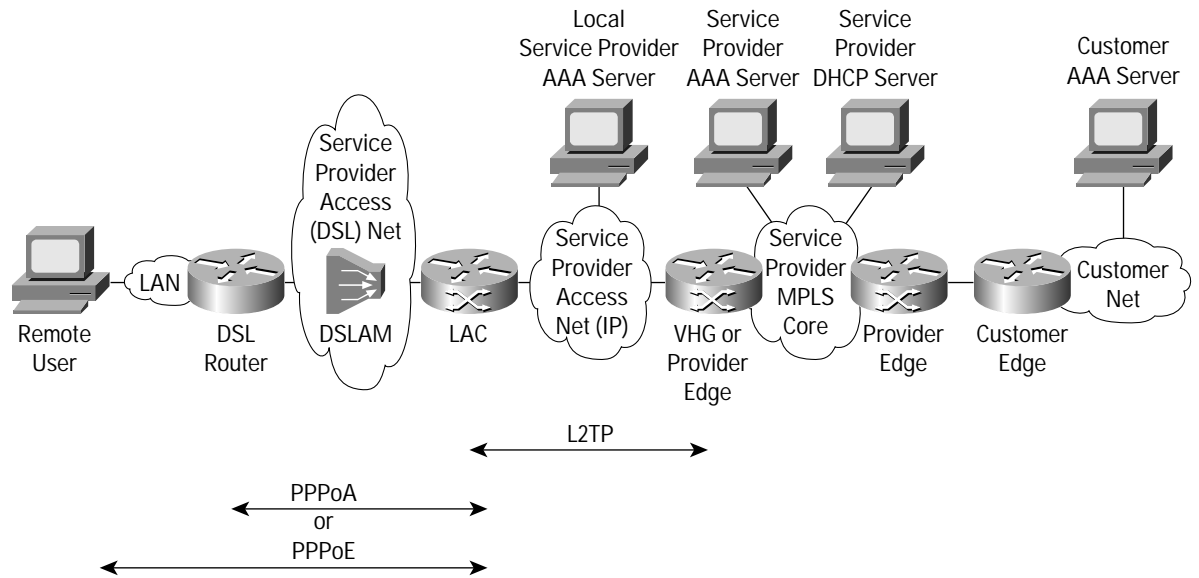 Local
Service Provider
AAA Server
Service
Provider
AAA Server
Service
Provider
DHCP Server
Customer
AAA Server
Service
Provider
Access
(DSL) Net
LAN
Service
Provider
Access
Net (IP)
Service
Provider
MPLS
Core
Customer
Net
Remote
User
DSL
Router
DSLAM
LAC
VHG or
Provider
Edge
Provider
Edge
Customer
Edge
L2TP
PPPoA
or
PPPoE